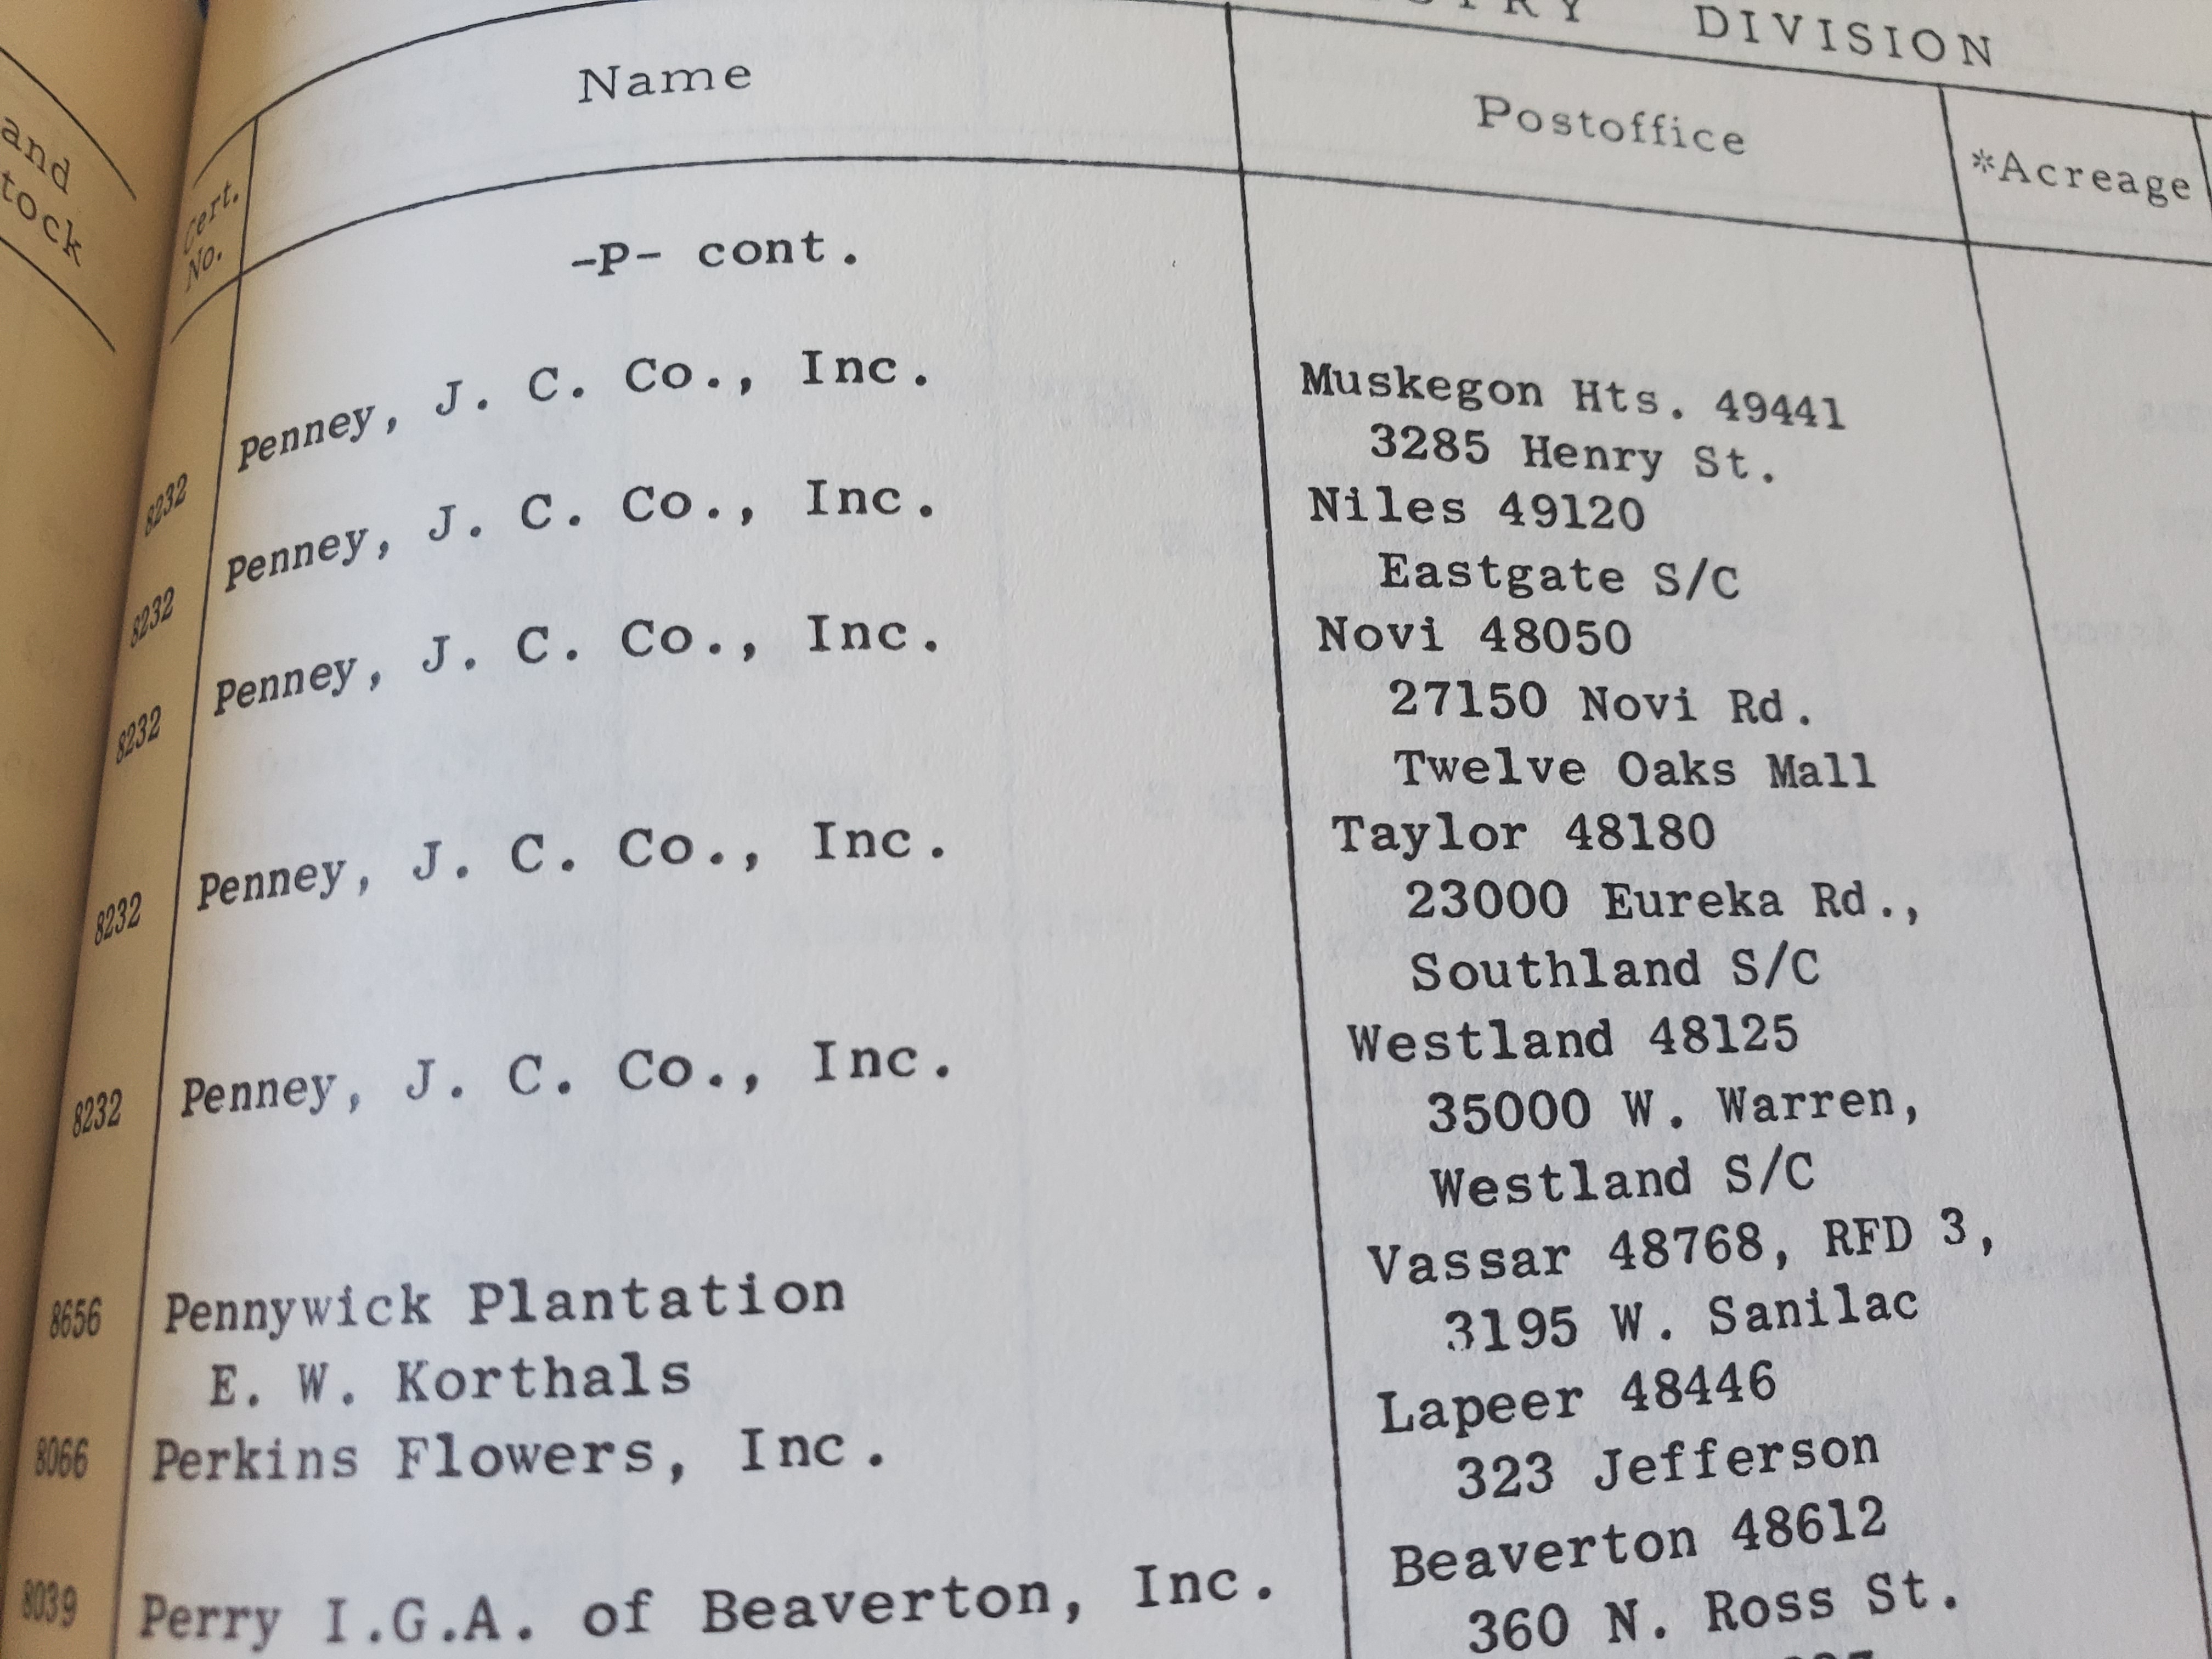 and
tock
DIVISION
Cert.
No.
Name
Postoffice
*Acreage
-P- cont.
8232 Penney, J. C. Co., Inc. Muskegon Hts. 49441
3285 Henry St.
8232 Penney, J. C. Co., Inc. Niles 49120
Eastgate S/C
8232 Penney, J. C. Co., Inc. Novi 48050
27150 Novi Rd.
Twelve Oaks Mall
8232 Penney, J. C. Co., Inc. Taylor 48180
23000 Eureka Rd.,
Southland S/C
8232 Penney, J. C. Co., Inc. Westland 48125
35000 W. Warren,
Westland S/C
8656 Pennywick Plantation Vassar 48768, RFD 3,
E. W. Korthals 3195 W. Sanilac
8066 Perkins Flowers, Inc. Lapeer 48446
323 Jefferson
8039 Perry I.G.A. of Beaverton, Inc. Beaverton 48612
360 N. Ross St.